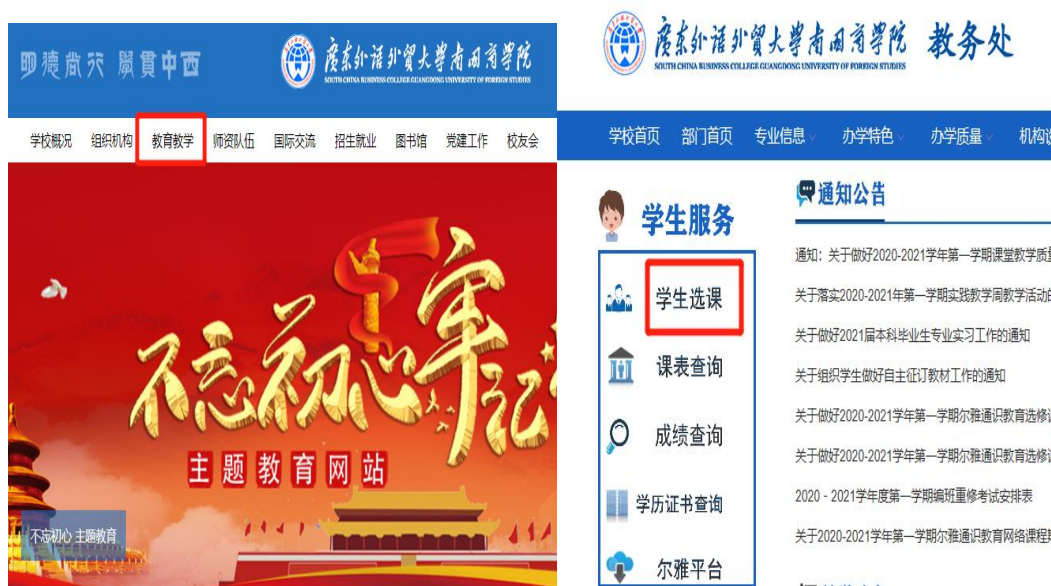 明德尚行 學貫中西
广东外语外贸大学南国商学院
SOUTH CHINA BUSINESS COLLEGE GUANGDONG UNIVERSITY OF FOREIGN STUDIES
学校概况 组织机构 教育教学 师资队伍 国际交流 招生就业 图书馆 党建工作 校友会
不忘初心 牢记
主题教育网站
不忘初心 主题教育
广东外语外贸大学南国商学院 教务处
SOUTH CHINA BUSINESS COLLEGE GUANGDONG UNIVERSITY OF FOREIGN STUDIES
学校首页 部门首页 专业信息 办学特色 办学质量 机构设
学生服务
学生选课
课表查询
成绩查询
学历证书查询
尔雅平台
通知公告
通知：关于做好2020-2021学年第一学期课堂教学质量
关于落实2020-2021年第一学期实践教学周教学活动的
关于做好2021届本科毕业生专业实习工作的通知
关于组织学生做好自主征订教材工作的通知
关于做好2020-2021学年第一学期尔雅通识教育选修课
关于做好2020-2021学年第一学期尔雅通识教育选修课
2020－2021学年度第一学期编班重修考试安排表
关于2020-2021学年第一学期尔雅通识教育网络课程期